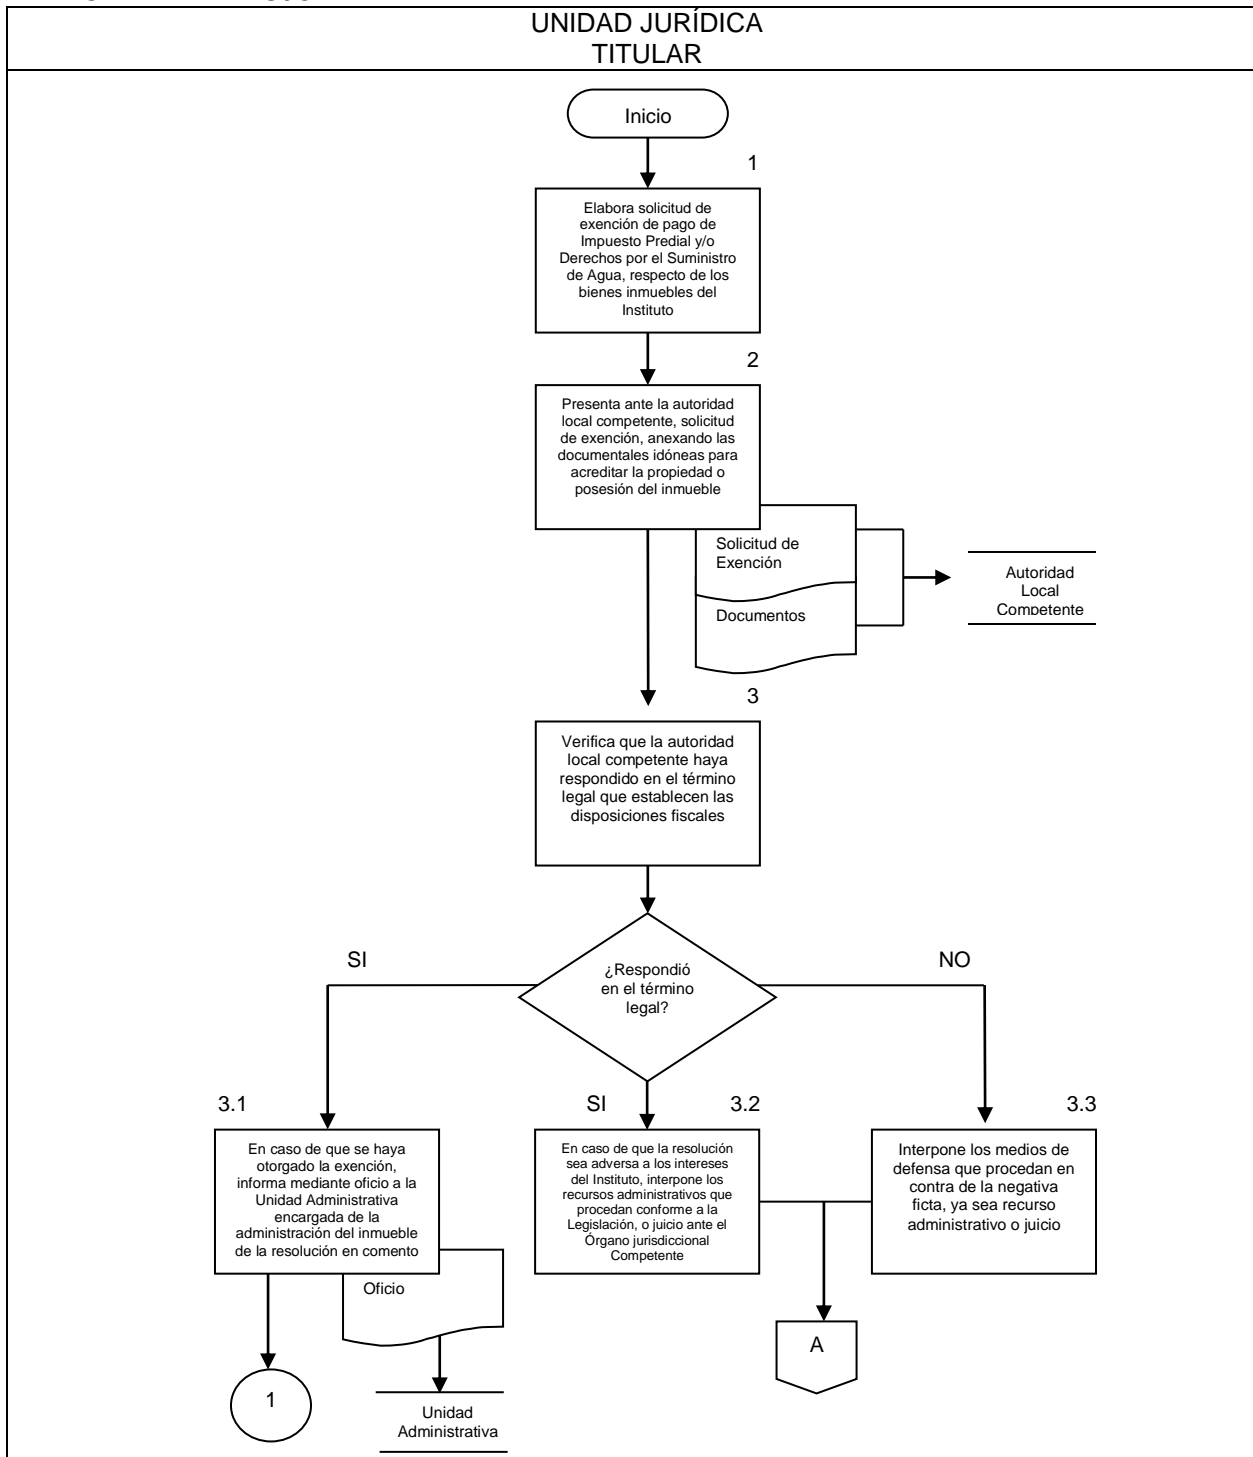 UNIDAD JURÍDICA
TITULAR
Inicio
1
Elabora solicitud de
exención de pago de
Impuesto Predial y/o
Derechos por el Suministro
de Agua, respecto de los
bienes inmuebles del
Instituto
2
Presenta ante la autoridad
local competente, solicitud
de exención, anexando las
documentales idóneas para
acreditar la propiedad o
posesión del inmueble
Solicitud de
Exención
Documentos
Autoridad
Local
Competente
3
Verifica que la autoridad
local competente haya
respondido en el término
legal que establecen las
disposiciones fiscales
¿Respondió
en el término
legal?
SI
NO
3.1
En caso de que se haya
otorgado la exención,
informa mediante oficio a la
Unidad Administrativa
encargada de la
administración del inmueble
de la resolución en comento
Oficio
1
Unidad
Administrativa
SI
3.2
En caso de que la resolución
sea adversa a los intereses
del Instituto, interpone los
recursos administrativos que
procedan conforme a la
Legislación, o juicio ante el
Órgano jurisdiccional
Competente
3.3
Interpone los medios de
defensa que procedan en
contra de la negativa
ficta, ya sea recurso
administrativo o juicio
A